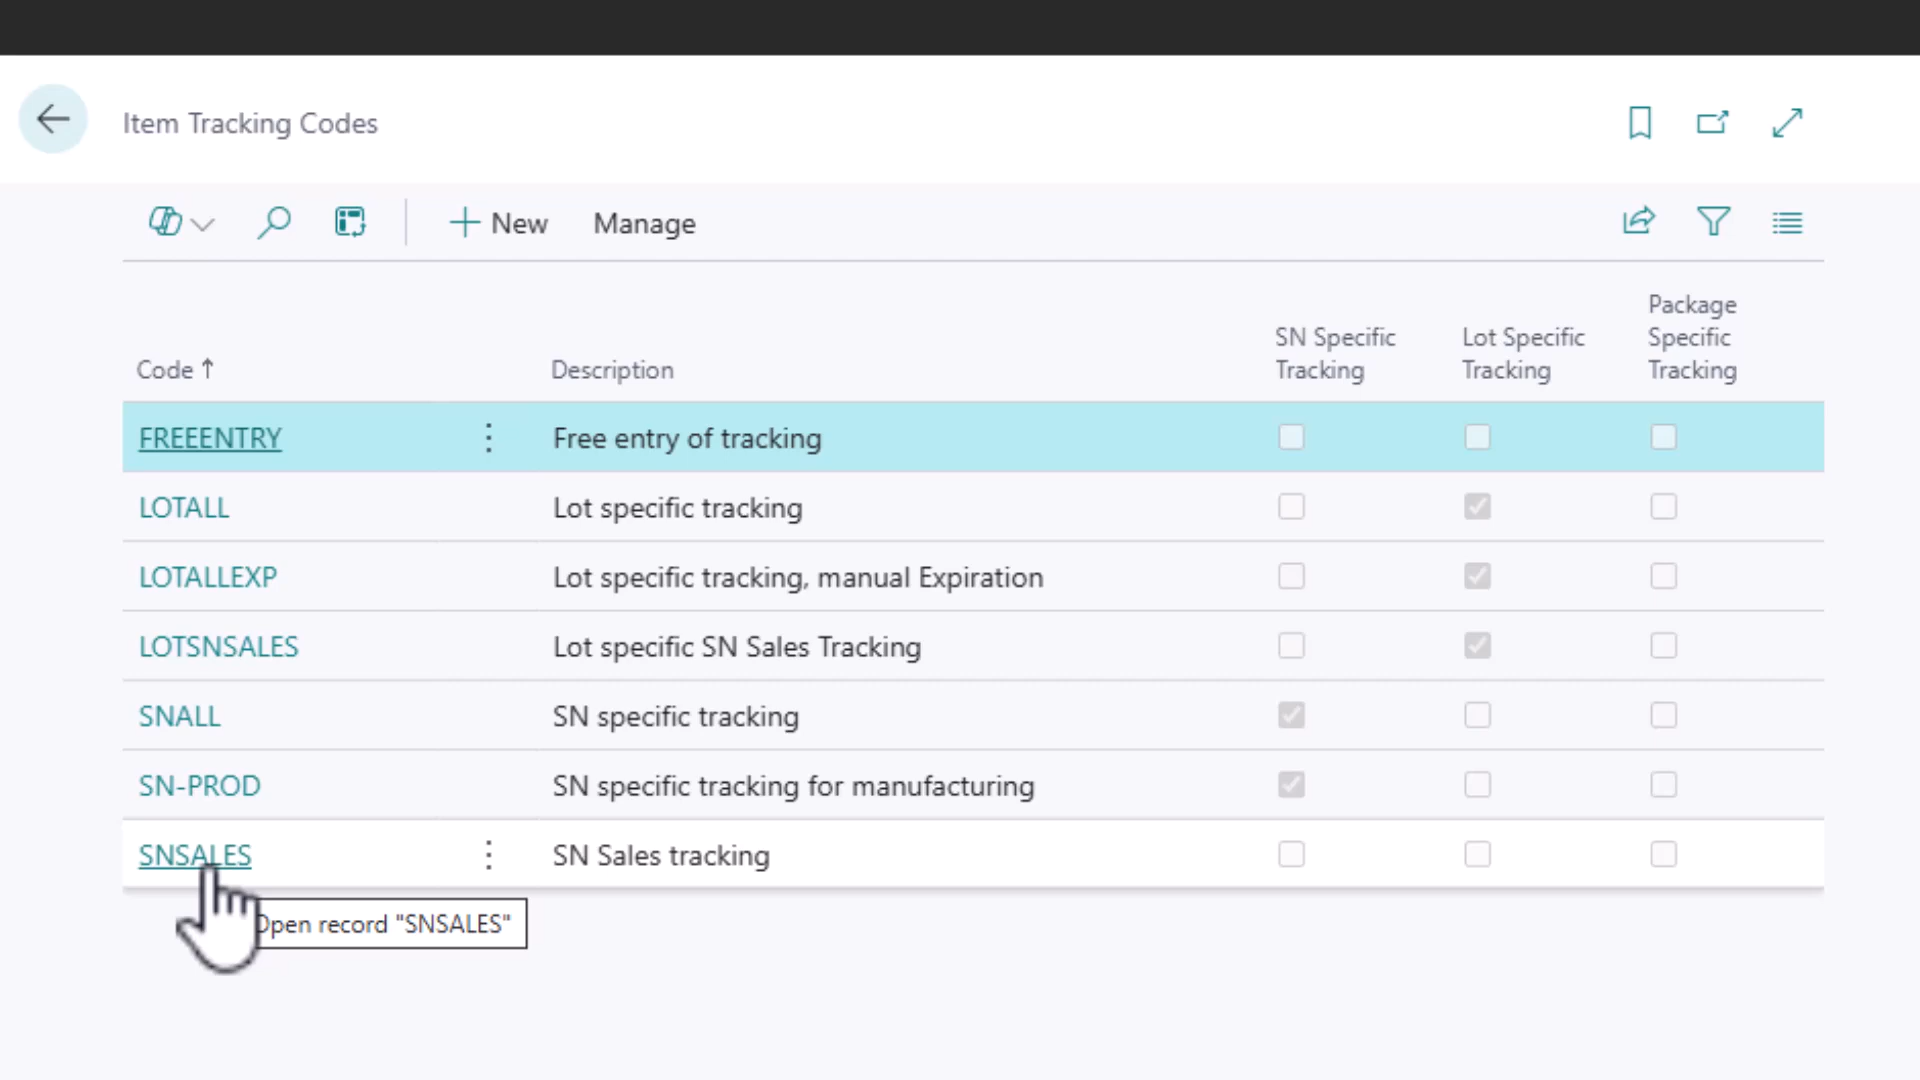 Item Tracking Codes
New Manage
Code ↑ Description SN Specific Tracking Lot Specific Tracking Package Specific Tracking
FREEENTRY Free entry of tracking
LOTALL Lot specific tracking
LOTALLEXP Lot specific tracking, manual Expiration
LOTSNSALES Lot specific SN Sales Tracking
SNALL SN specific tracking
SN-PROD SN specific tracking for manufacturing
SNSALES SN Sales tracking
Open record "SNSALES"